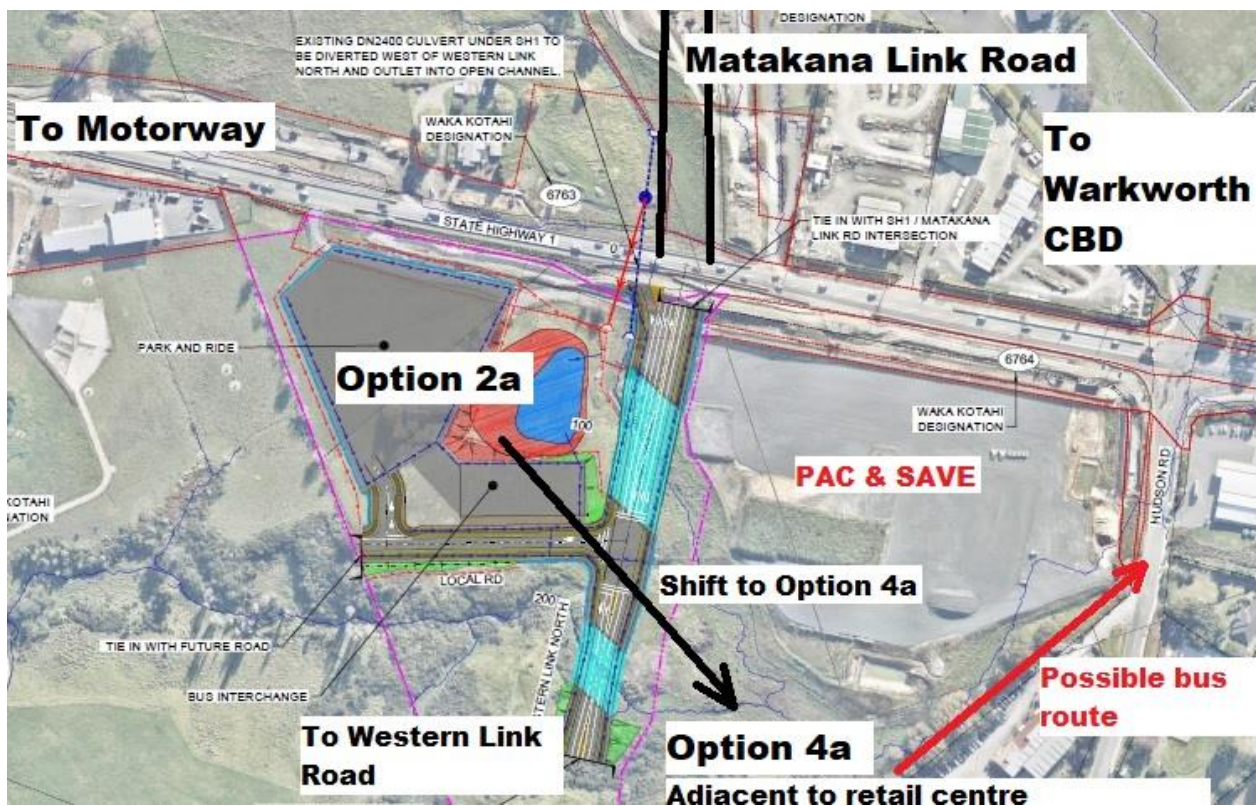 DESIGNATION
EXISTING DN2400 CULVERT UNDER SH1 TO
BE DIVERTED WEST OF WESTERN LINK
NORTH AND OUTLET INTO OPEN CHANNEL.
Matakana Link Road
To Motorway
WAKA KOTAHI
DESIGNATION
6763
To
Warkworth
CBD
STATE HIGHWAY 1
0
TIE IN WITH SH1 / MATAKANA
LINK RD INTERSECTION
PARK AND RIDE
Option 2a
100
6764
WAKA KOTAHI
DESIGNATION
PAC & SAVE
HUDSON RD
KOTAHI
NATION
LOCAL RD
Shift to Option 4a
200
TIE IN WITH FUTURE ROAD
BUS INTERCHANGE
STERN LINK NORTH
Possible bus
route
To Western Link
Road
Option 4a
Adjacent to retail centre